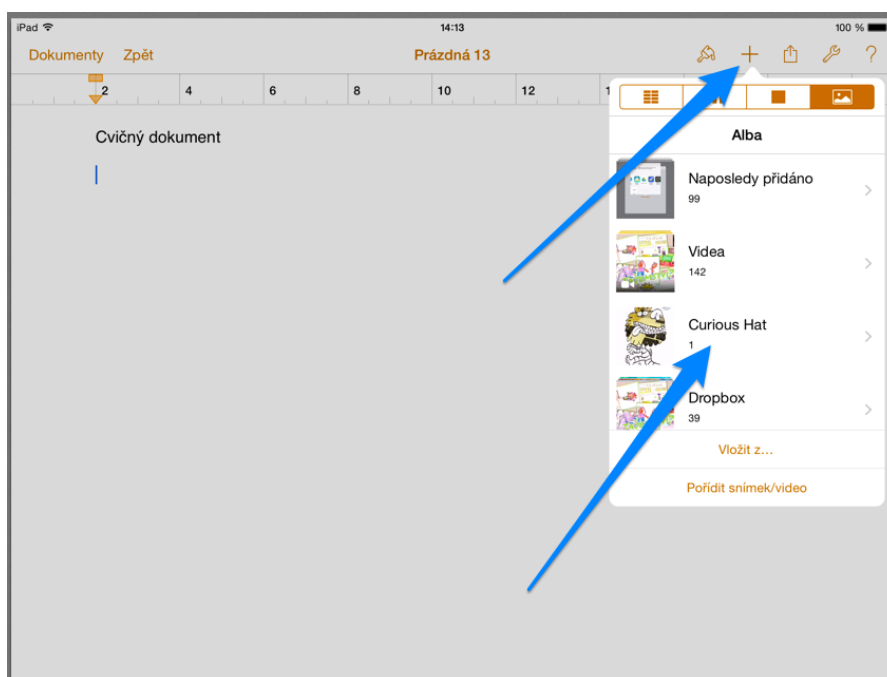 iPad 14:13 100 %
Dokumenty Zpět Prázdná 13 ?
2 4 6 8 10 12 1
Cvičný dokument
Alba
Naposledy přidáno
99
Videa
142
Curious Hat
1
Dropbox
39
Vložit z...
Pořídit snímek/video